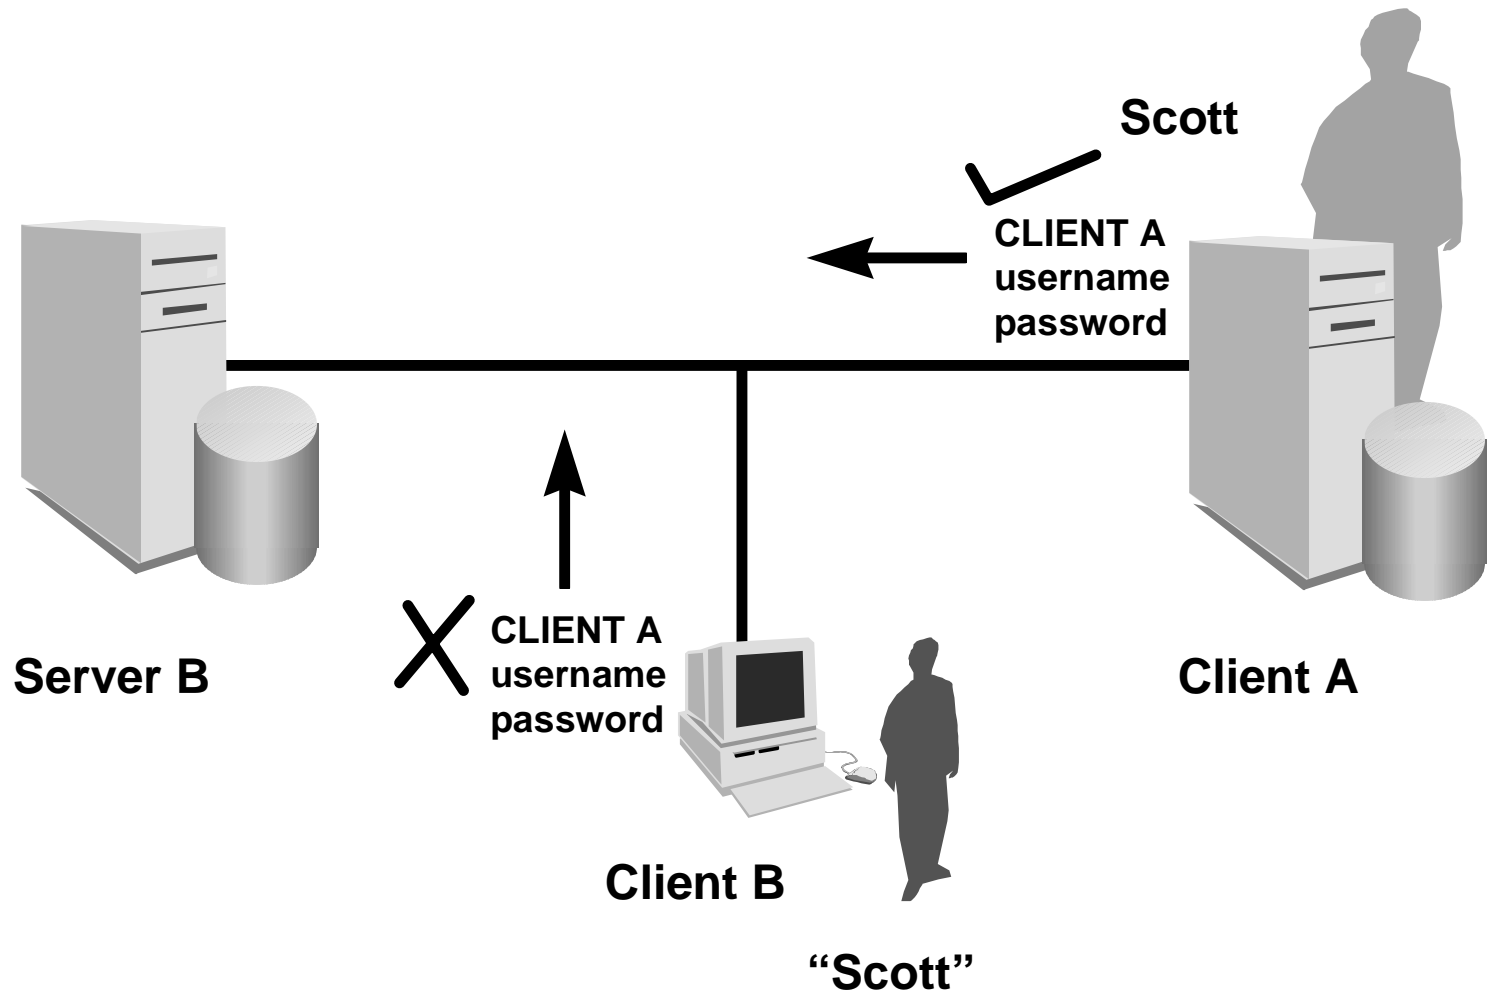 Scott
CLIENT A
username
password
Server B
CLIENT A
username
password
Client A
Client B
“Scott”